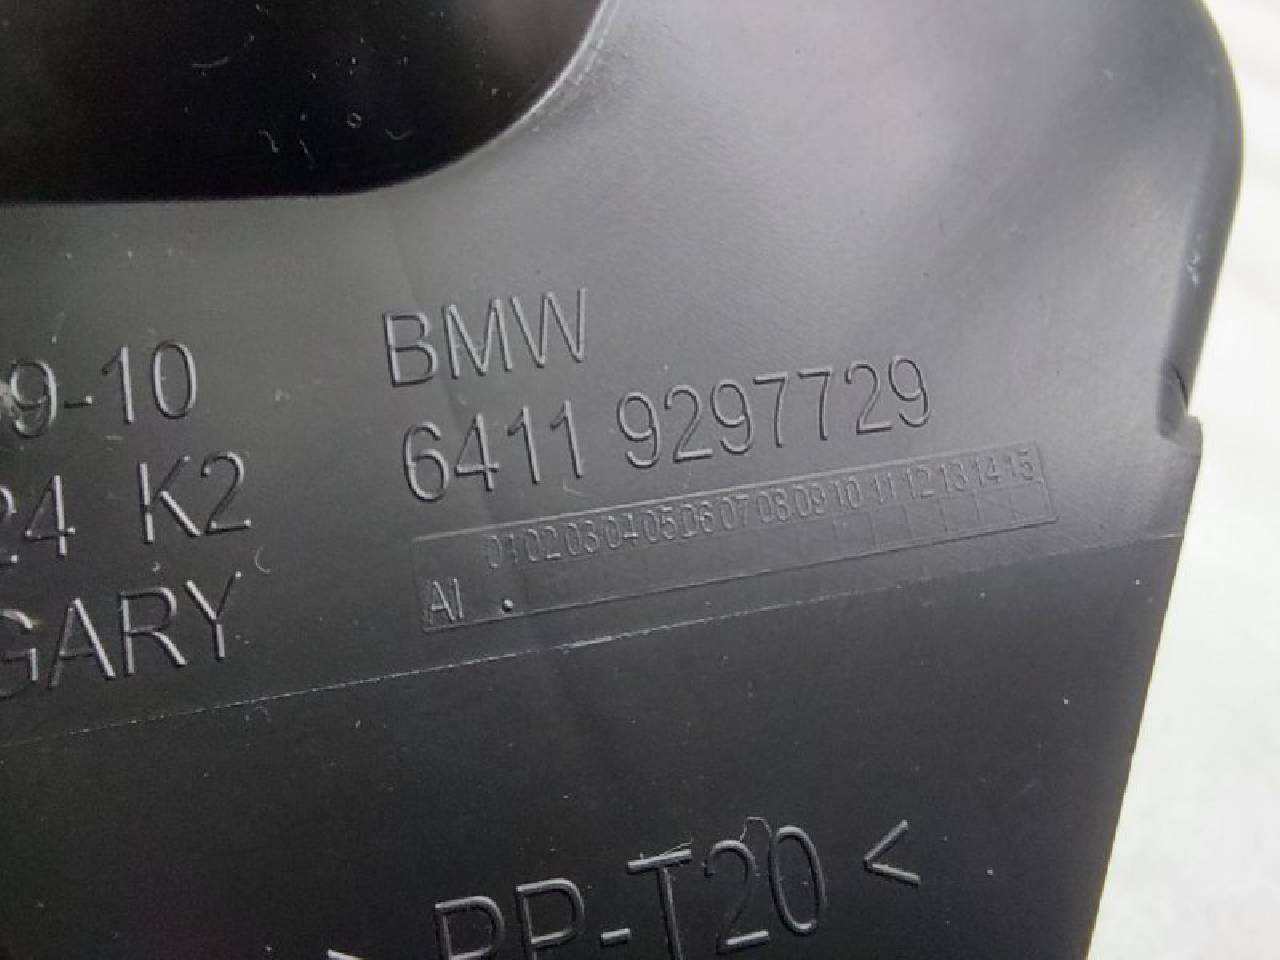 BMW
9-10
6411 9297729
24 K2
01 02 03 04 05 06 07 08 09 10 11 12 13 14 15
AI .
GARY
> PP-T20 <